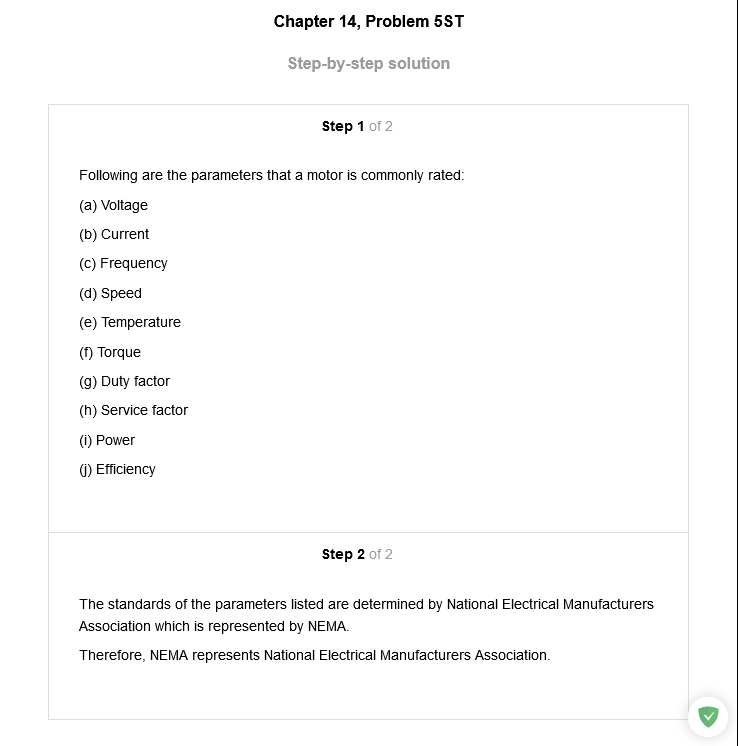 Chapter 14, Problem 5ST
Step-by-step solution
Step 1 of 2
Following are the parameters that a motor is commonly rated:
(a) Voltage
(b) Current
(c) Frequency
(d) Speed
(e) Temperature
(f) Torque
(g) Duty factor
(h) Service factor
(i) Power
(j) Efficiency
Step 2 of 2
The standards of the parameters listed are determined by National Electrical Manufacturers
Association which is represented by NEMA.
Therefore, NEMA represents National Electrical Manufacturers Association.